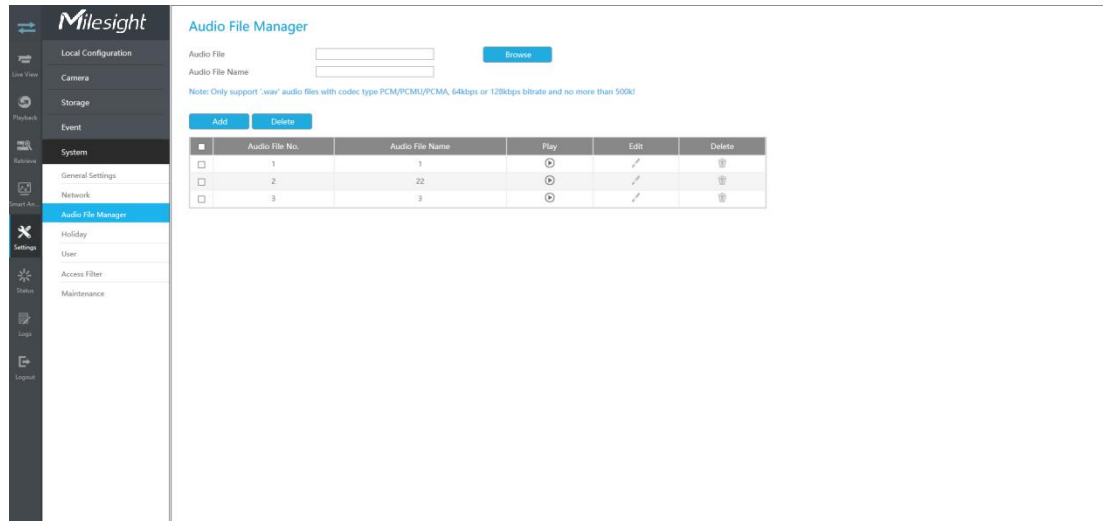 Milesight
Live View
Playback
Retrieve
Smart An...
Settings
Status
Logs
Logout
Local Configuration
Camera
Storage
Event
System
General Settings
Network
Audio File Manager
Holiday
User
Access Filter
Maintenance
Audio File Manager
Audio File Browse
Audio File Name
Note: Only support '.wav' audio files with codec type PCM/PCMU/PCMA, 64kbps or 128kbps bitrate and no more than 500k!
Add Delete
Audio File No. Audio File Name Play Edit Delete
1 1
2 22
3 3